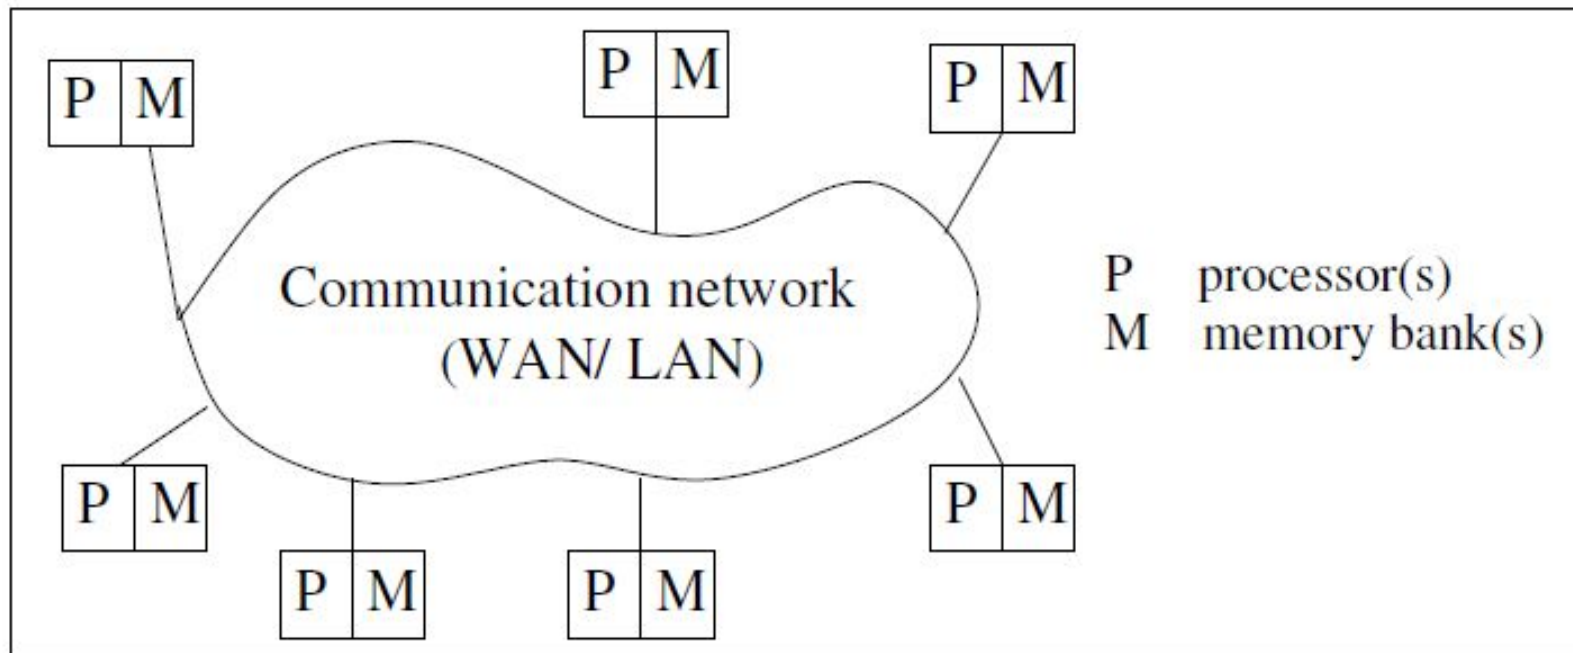 P M
P M
P M
Communication network
(WAN/ LAN)
P processor(s)
M memory bank(s)
P M
P M
P M
P M